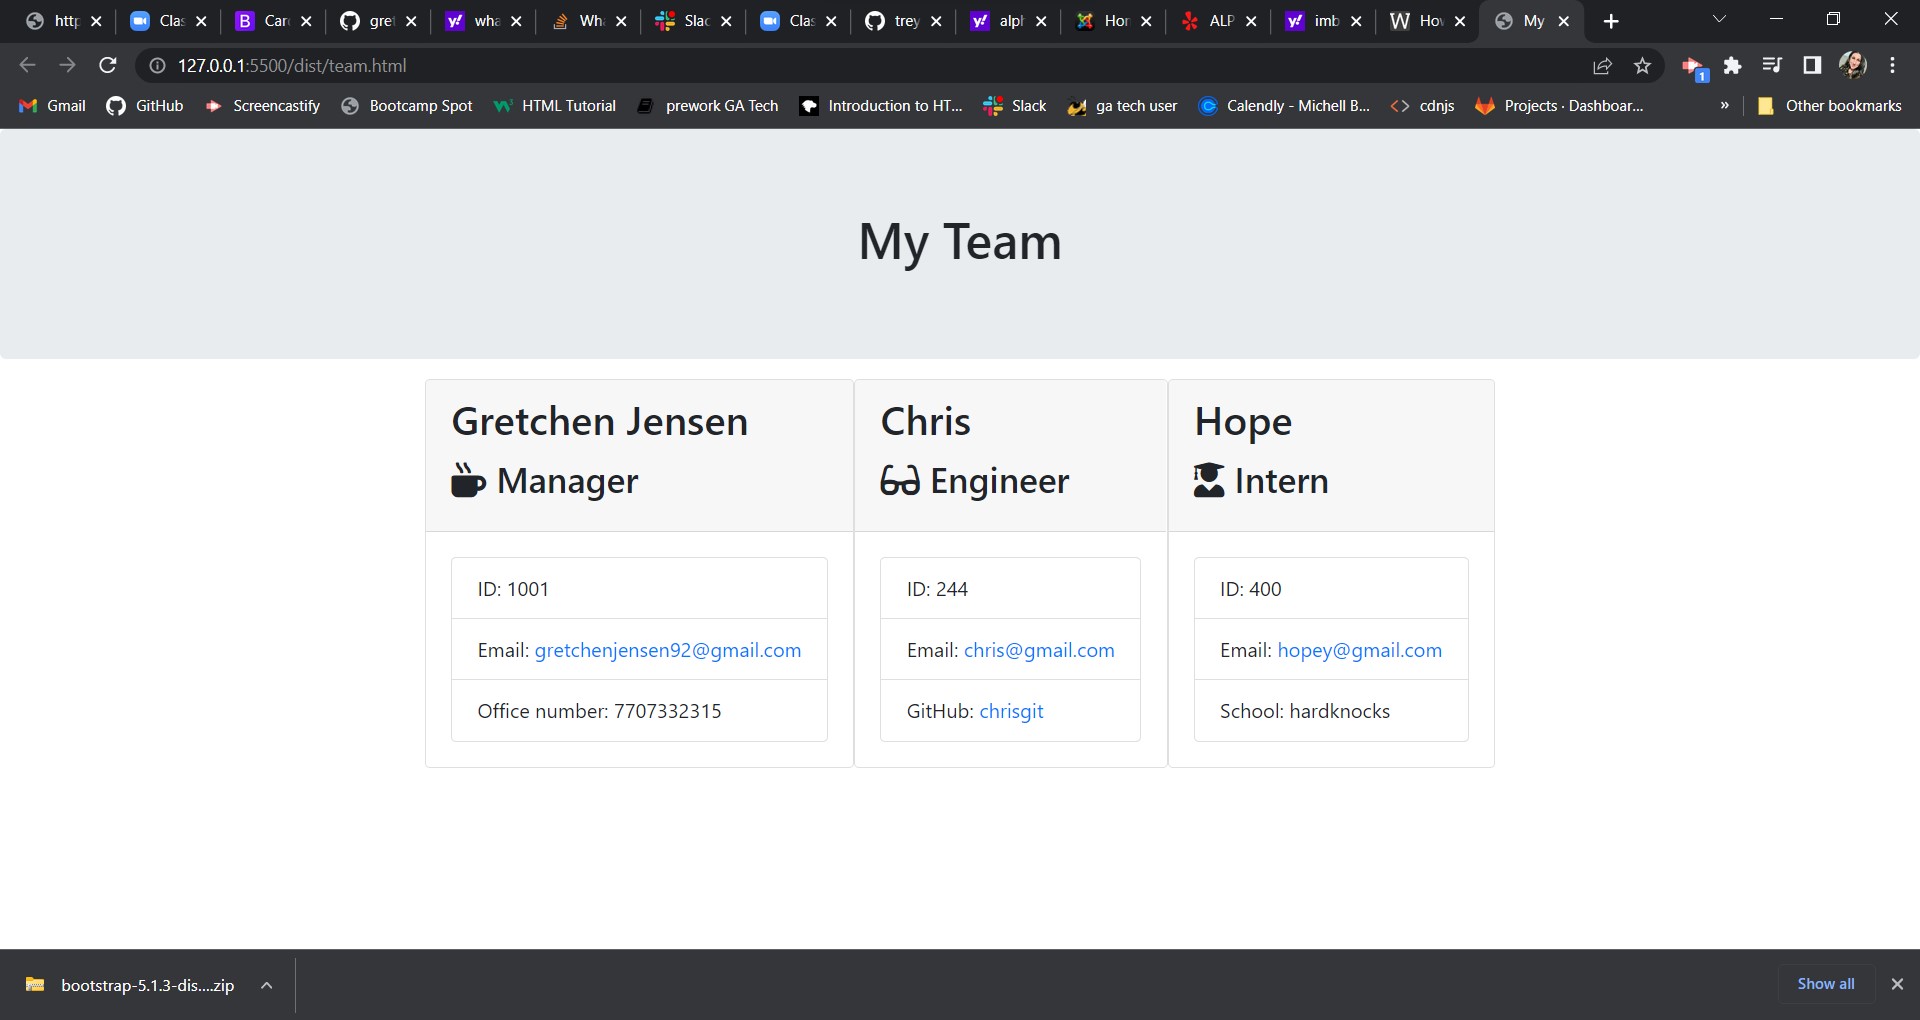 http Clas Car gret wha Wh Slac Clas trey alph Hor ALP imb How My
127.0.0.1:5500/dist/team.html
1
Gmail GitHub Screencastify Bootcamp Spot HTML Tutorial prework GA Tech Introduction to HT... Slack ga tech user Calendly - Michell B... cdnjs Projects · Dashboar... » Other bookmarks
My Team
Gretchen Jensen
Manager
ID: 1001
Email: gretchenjensen92@gmail.com
Office number: 7707332315
Chris
Engineer
ID: 244
Email: chris@gmail.com
GitHub: chrisgit
Hope
Intern
ID: 400
Email: hopey@gmail.com
School: hardknocks
bootstrap-5.1.3-dis....zip
Show all